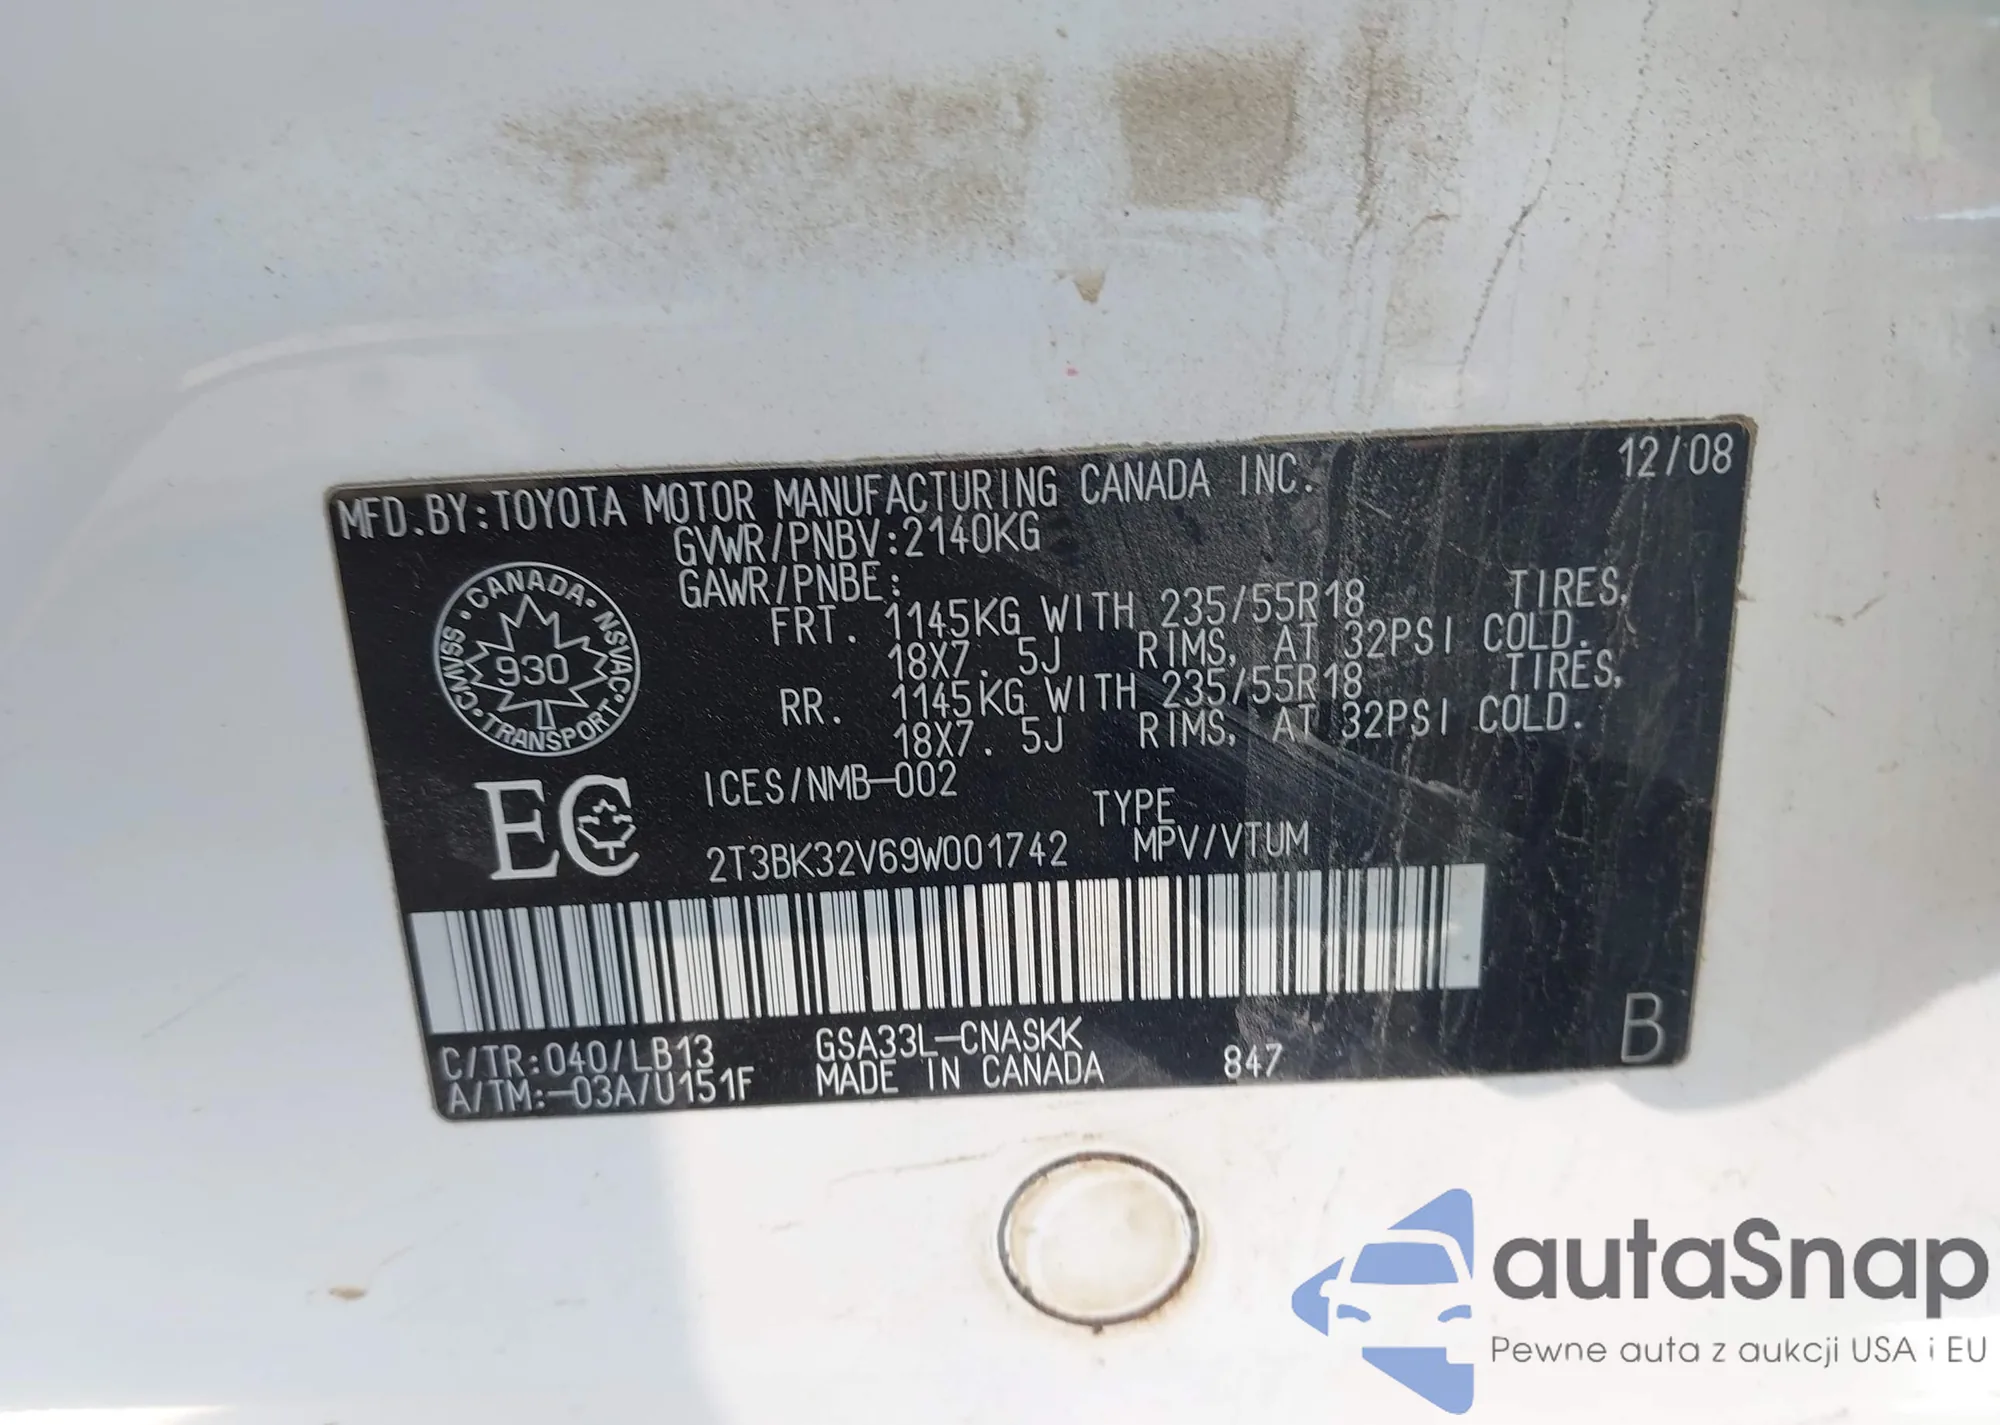 12/08
MFD.BY:TOYOTA MOTOR MANUFACTURING CANADA INC.
GVWR/PNBV:2140KG
GAWR/PNBE:
FRT. 1145KG WITH 235/55R18 TIRES,
18X7. 5J RIMS, AT 32PSI COLD.
RR. 1145KG WITH 235/55R18 TIRES,
18X7. 5J RIMS, AT 32PSI COLD.
CANADA • NSVAC • TRANSPORT • CMVSS •
930
ICES/NMB-002
EC
TYPE
2T3BK32V69W001742 MPV/VTUM
C/TR:040/LB13 GSA33L-CNASKK
A/TM:-03A/U151F MADE IN CANADA 847
B
autaSnap
Pewne auta z aukcji USA i EU